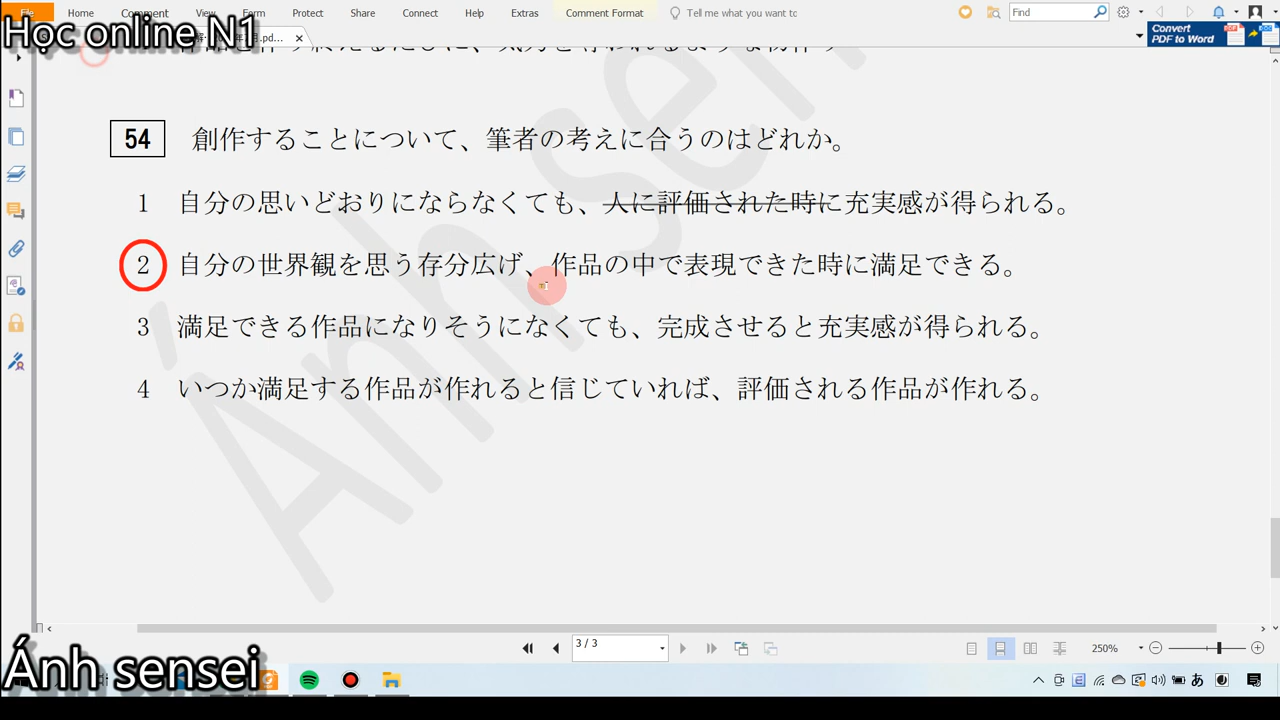 File Home Comment View Form Protect Share Connect Help Extras Comment Format Tell me what you want to Find
Học online N1
Convert
PDF to Word
54 創作することについて、筆者の考えに合うのはどれか。
1 自分の思いどおりにならなくても、人に評価された時に充実感が得られる。
2 自分の世界観を思う存分広げ、作品の中で表現できた時に満足できる。
3 満足できる作品になりそうになくても、完成させると充実感が得られる。
4 いつか満足する作品が作れると信じていれば、評価される作品が作れる。
3 / 3
250%
Ánh sensei
あ